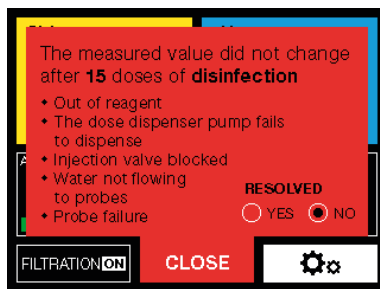 The measured value did not change
after 15 doses of disinfection
• Out of reagent
• The dose dispenser pump fails
to dispense
• Injection valve blocked
• Water not flowing
to probes
• Probe failure
RESOLVED
YES NO
FILTRATION ON
CLOSE